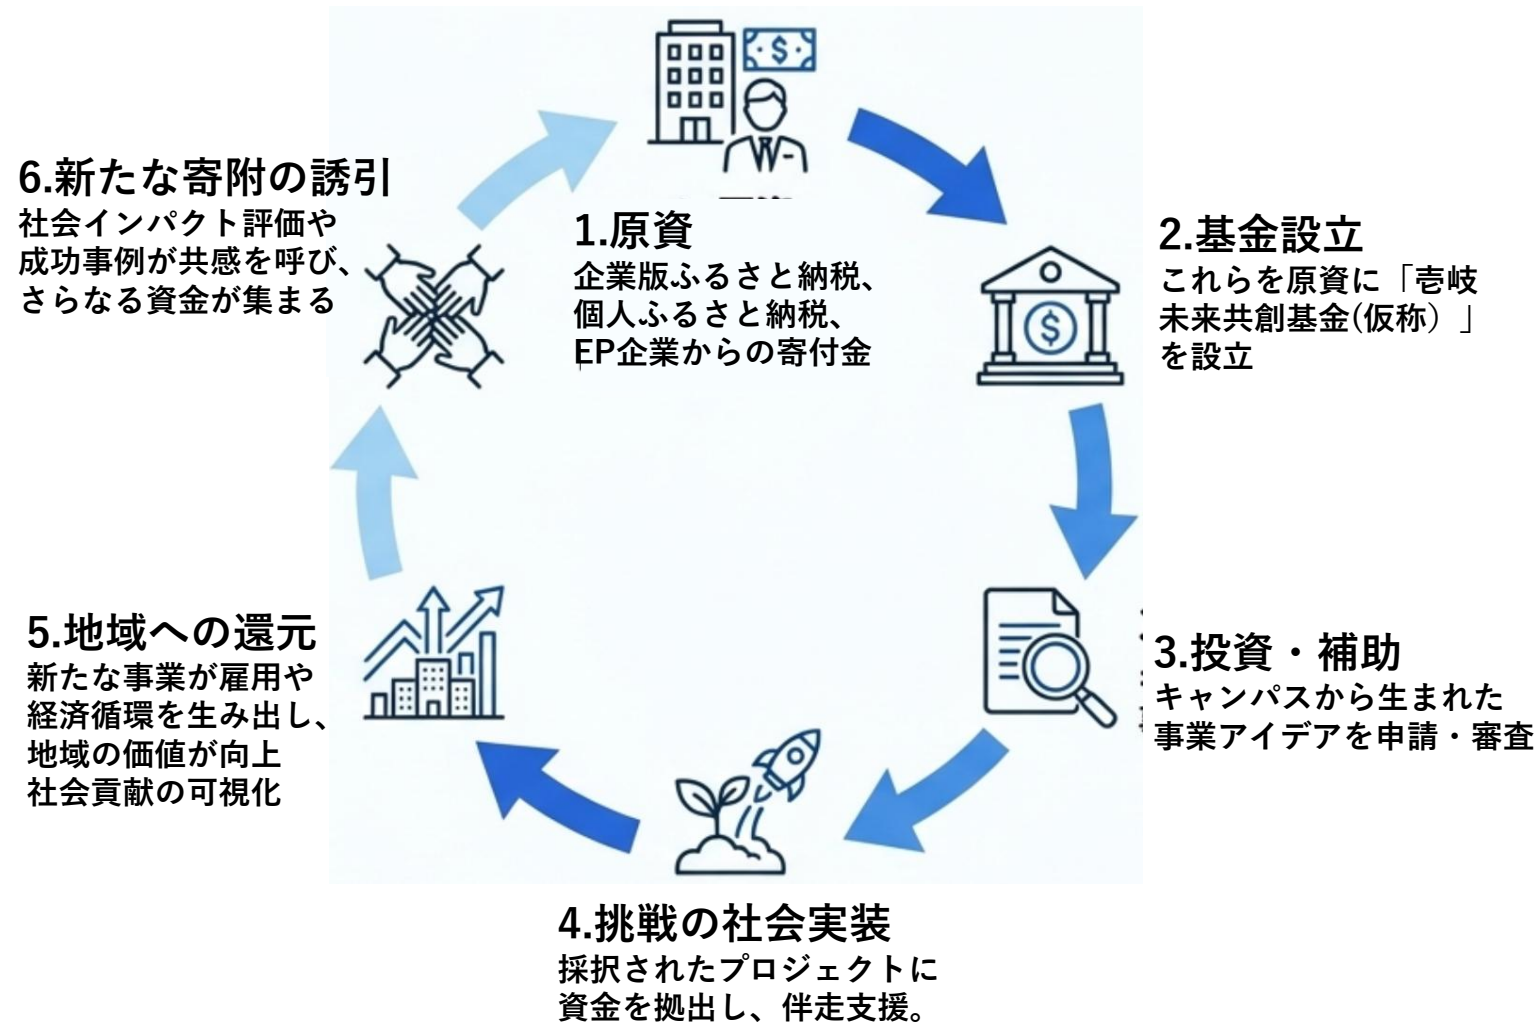 1.原資
企業版ふるさと納税、
個人ふるさと納税、
EP企業からの寄付金
2.基金設立
これらを原資に「壱岐
未来共創基金(仮称）」
を設立
3.投資・補助
キャンパスから生まれた
事業アイデアを申請・審査
4.挑戦の社会実装
採択されたプロジェクトに
資金を拠出し、伴走支援。
5.地域への還元
新たな事業が雇用や
経済循環を生み出し、
地域の価値が向上
社会貢献の可視化
6.新たな寄附の誘引
社会インパクト評価や
成功事例が共感を呼び、
さらなる資金が集まる